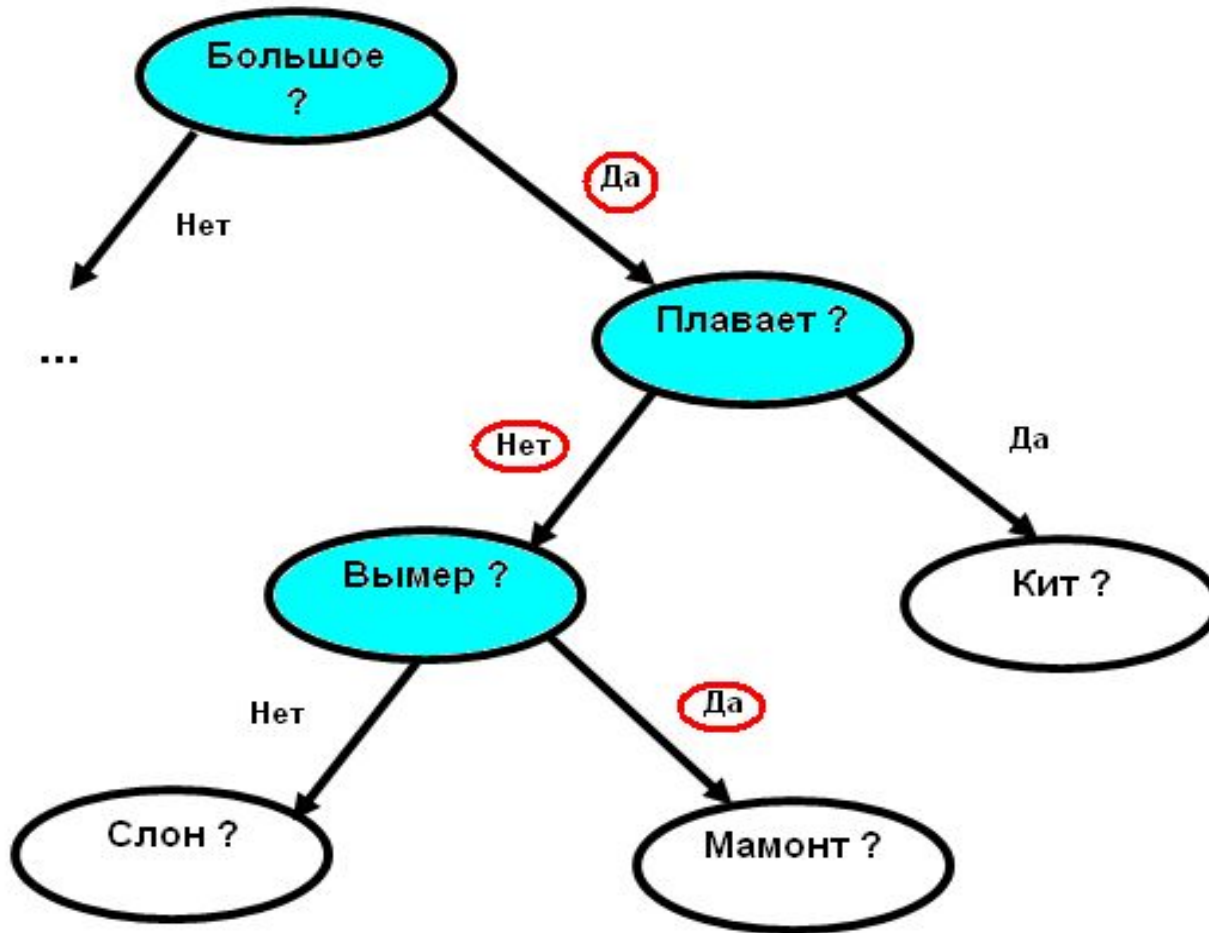 Большое
?
Да
Нет
Плавает ?
...
Нет
Да
Вымер ?
Кит ?
Нет
Да
Слон ?
Мамонт ?